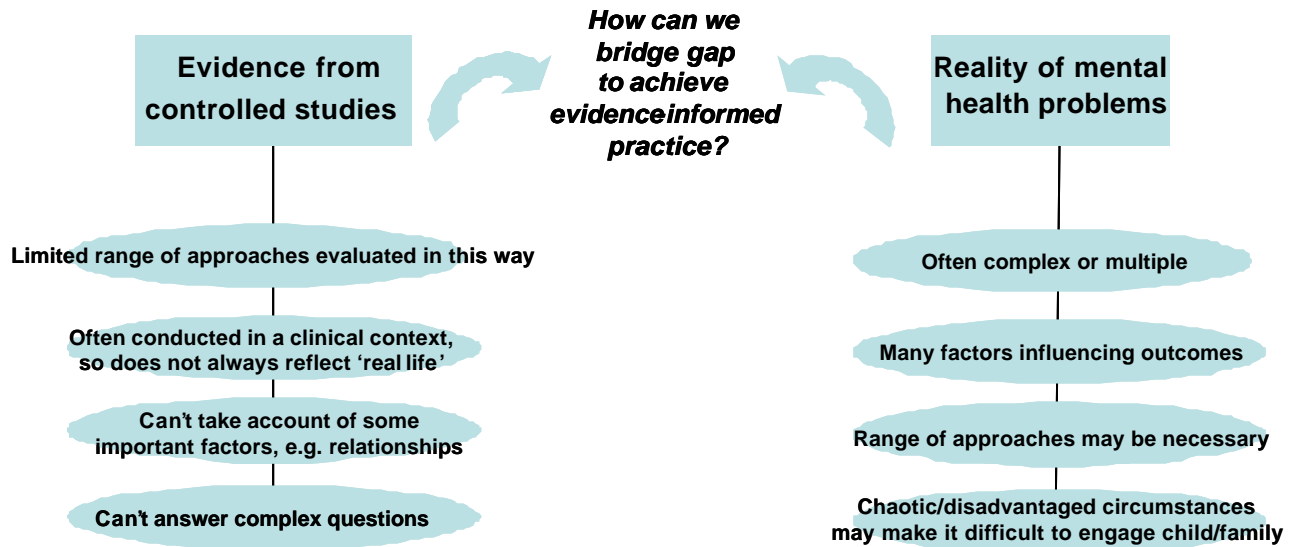 How can we
bridge gap
to achieve
evidenceinformed
practice?
Evidence from
controlled studies
Limited range of approaches evaluated in this way
Often conducted in a clinical context,
so does not always reflect ‘real life’
Can't take account of some
important factors, e.g. relationships
Can't answer complex questions
Reality of mental
health problems
Often complex or multiple
Many factors influencing outcomes
Range of approaches may be necessary
Chaotic/disadvantaged circumstances
may make it difficult to engage child/family